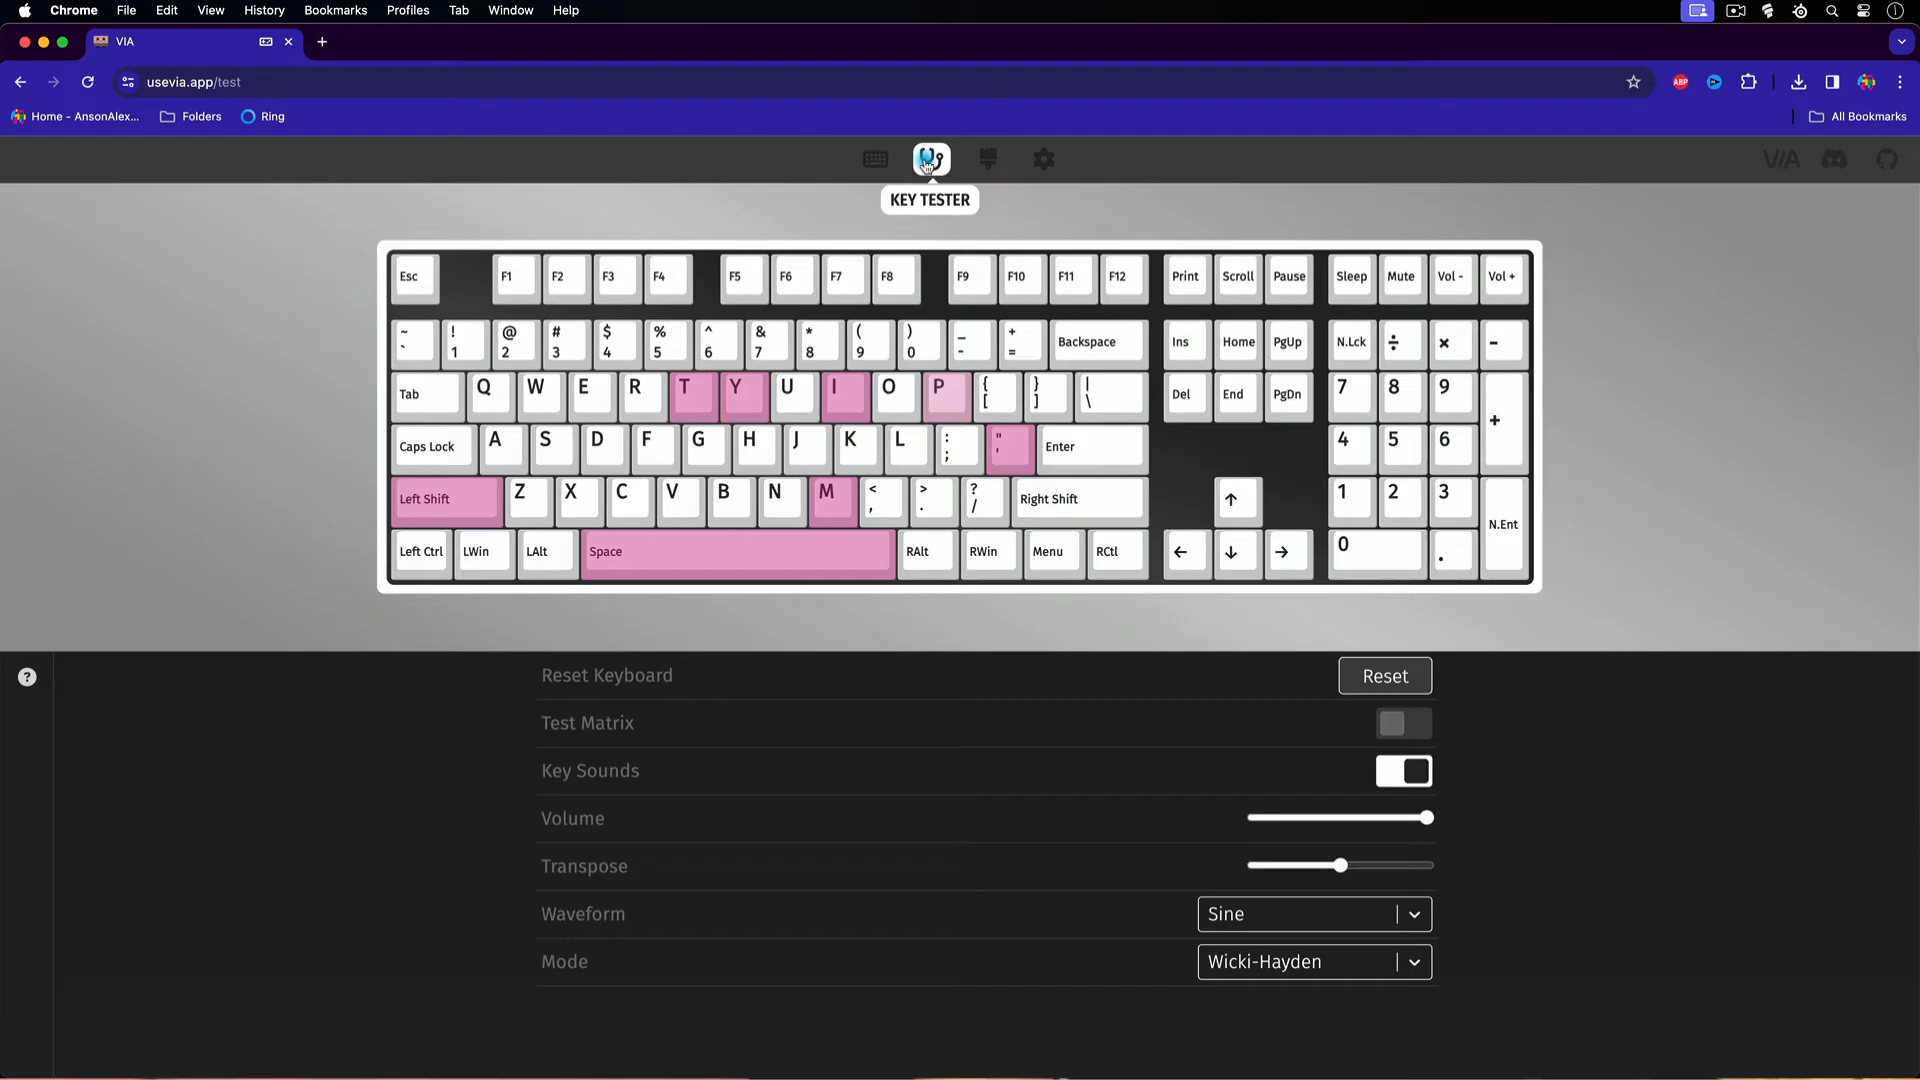 Chrome File Edit View History Bookmarks Profiles Tab Window Help
VIA
usevia.app/test
ABP
Home - AnsonAlex... Folders Ring All Bookmarks
VIA
KEY TESTER
Esc F1 F2 F3 F4 F5 F6 F7 F8 F9 F10 F11 F12 Print Scroll Pause Sleep Mute Vol - Vol +
~ ! @ # $ % ^ & * ( ) _ +
` 1 2 3 4 5 6 7 8 9 0 - = Backspace Ins Home PgUp N.Lck ÷ × -
Tab Q W E R T Y U I O P { } |
[ ] \ Del End PgDn 7 8 9 +
Caps Lock A S D F G H J K L : "
; ' Enter 4 5 6
Left Shift Z X C V B N M < > ?
, . / Right Shift ↑ 1 2 3 N.Ent
Left Ctrl LWin LAlt Space RAlt RWin Menu RCtl ← ↓ → 0 .
? Reset Keyboard Reset
Test Matrix
Key Sounds
Volume
Transpose
Waveform Sine
Mode Wicki-Hayden